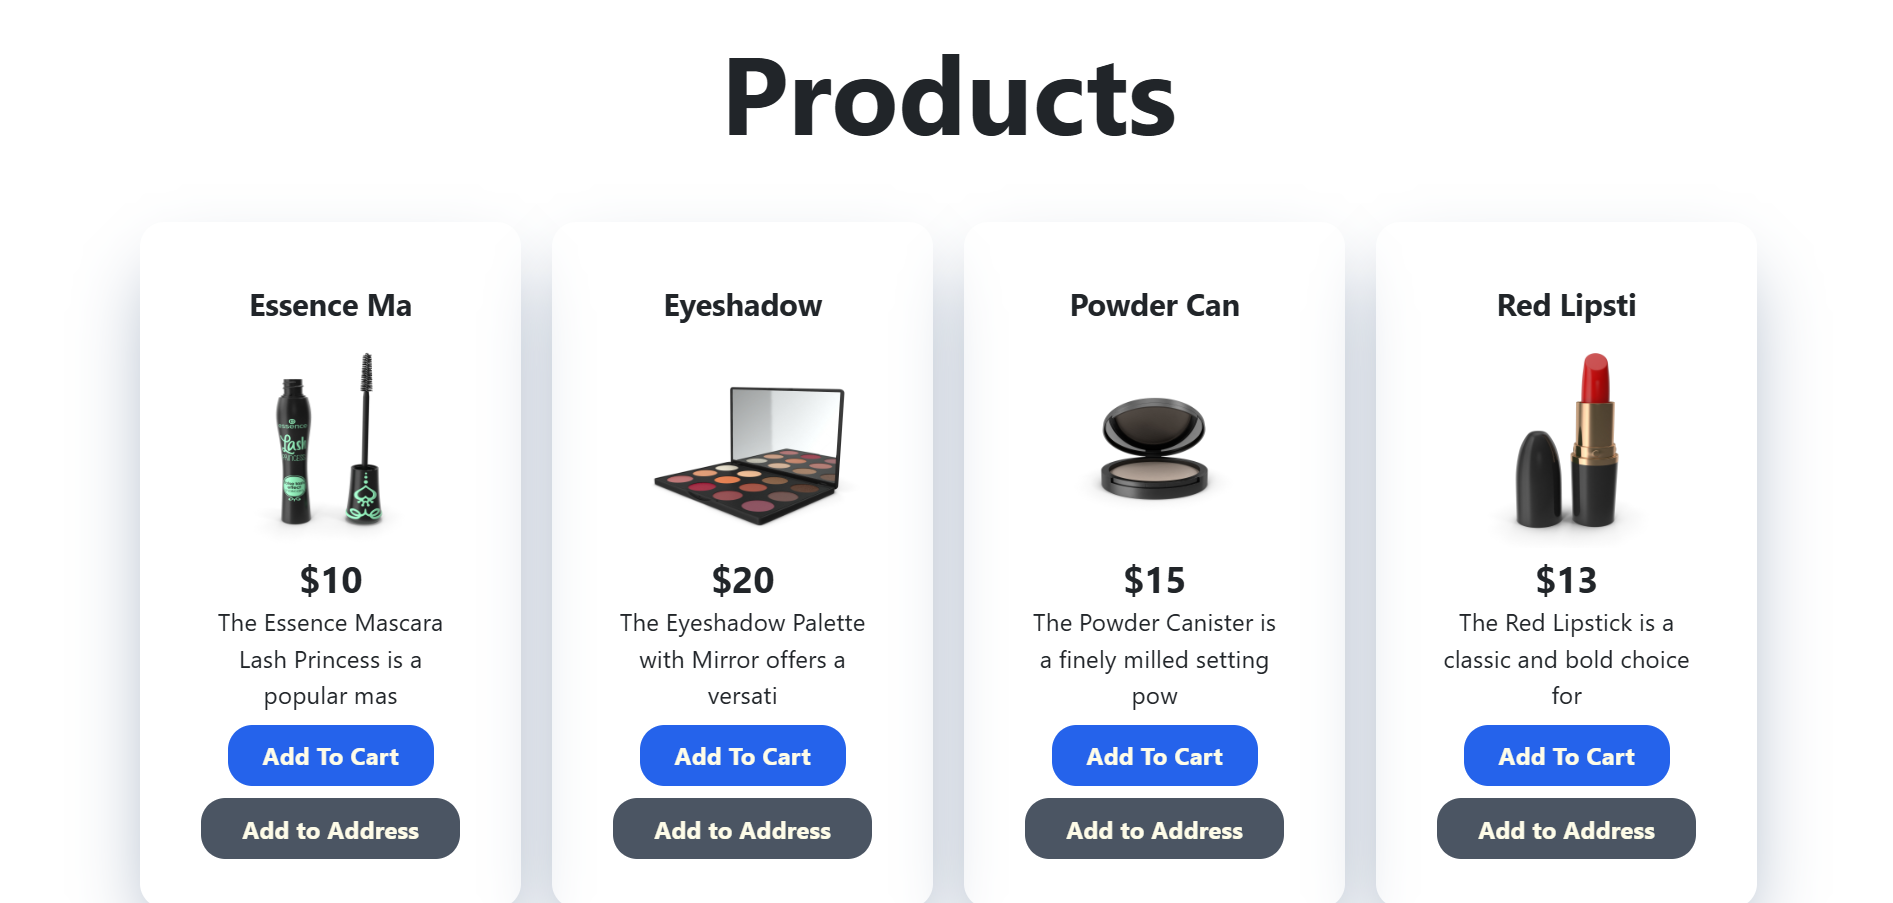 Products
Essence Ma
essence
Lash
PRINCESS
$10
The Essence Mascara
Lash Princess is a
popular mas
Add To Cart
Add to Address
Eyeshadow
$20
The Eyeshadow Palette
with Mirror offers a
versati
Add To Cart
Add to Address
Powder Can
$15
The Powder Canister is
a finely milled setting
pow
Add To Cart
Add to Address
Red Lipsti
$13
The Red Lipstick is a
classic and bold choice
for
Add To Cart
Add to Address